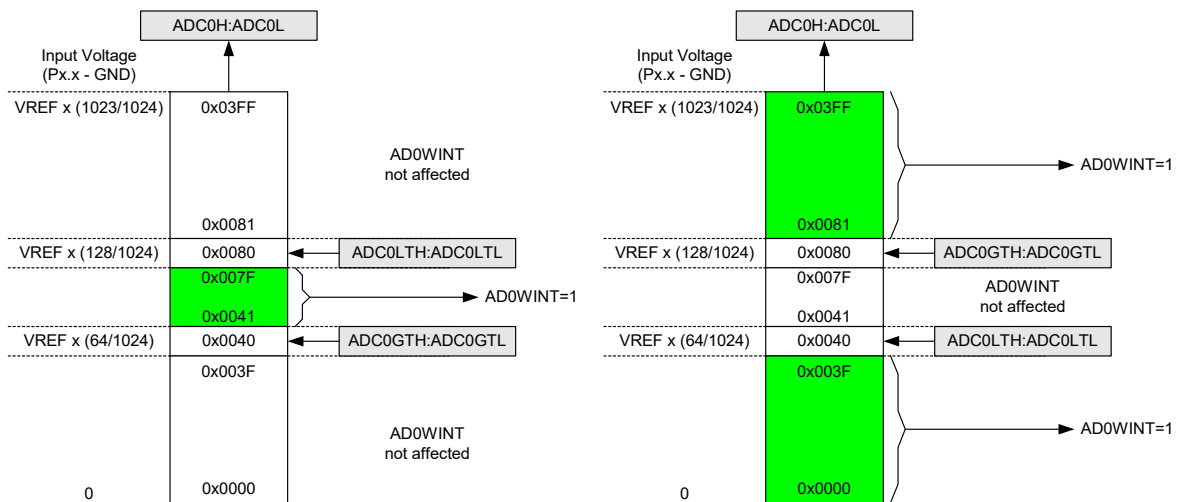 ADC0H:ADC0L
Input Voltage
(Px.x - GND)
VREF x (1023/1024)
0x03FF
AD0WINT
not affected
0x0081
VREF x (128/1024)
0x0080
ADC0LTH:ADC0LTL
0x007F
AD0WINT=1
0x0041
VREF x (64/1024)
0x0040
ADC0GTH:ADC0GTL
0x003F
AD0WINT
not affected
0
0x0000
ADC0H:ADC0L
Input Voltage
(Px.x - GND)
VREF x (1023/1024)
0x03FF
AD0WINT=1
0x0081
VREF x (128/1024)
0x0080
ADC0GTH:ADC0GTL
0x007F
AD0WINT
not affected
0x0041
VREF x (64/1024)
0x0040
ADC0LTH:ADC0LTL
0x003F
AD0WINT=1
0
0x0000